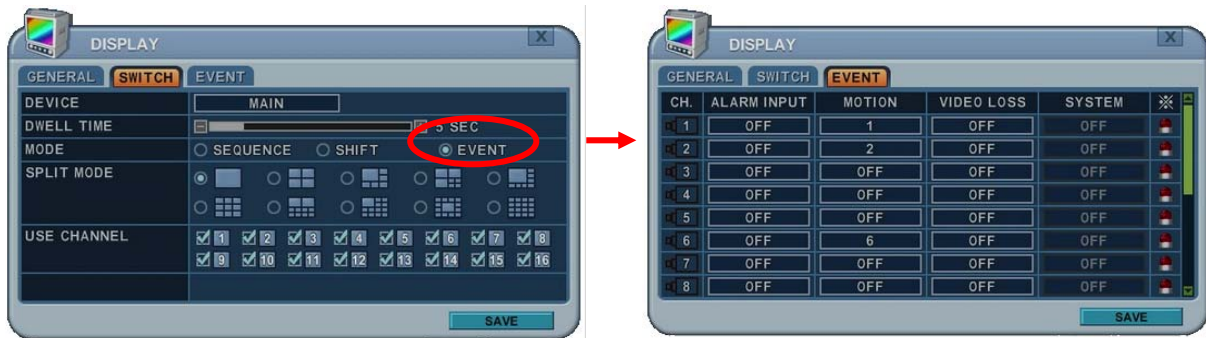 DISPLAY
X
GENERAL SWITCH EVENT
DEVICE MAIN
DWELL TIME 5 SEC
MODE SEQUENCE SHIFT EVENT
SPLIT MODE
USE CHANNEL 1 2 3 4 5 6 7 8
9 10 11 12 13 14 15 16
SAVE
DISPLAY
X
GENERAL SWITCH EVENT
CH. ALARM INPUT MOTION VIDEO LOSS SYSTEM
1 OFF 1 OFF OFF
2 OFF 2 OFF OFF
3 OFF OFF OFF OFF
4 OFF OFF OFF OFF
5 OFF OFF OFF OFF
6 OFF 6 OFF OFF
7 OFF OFF OFF OFF
8 OFF OFF OFF OFF
SAVE